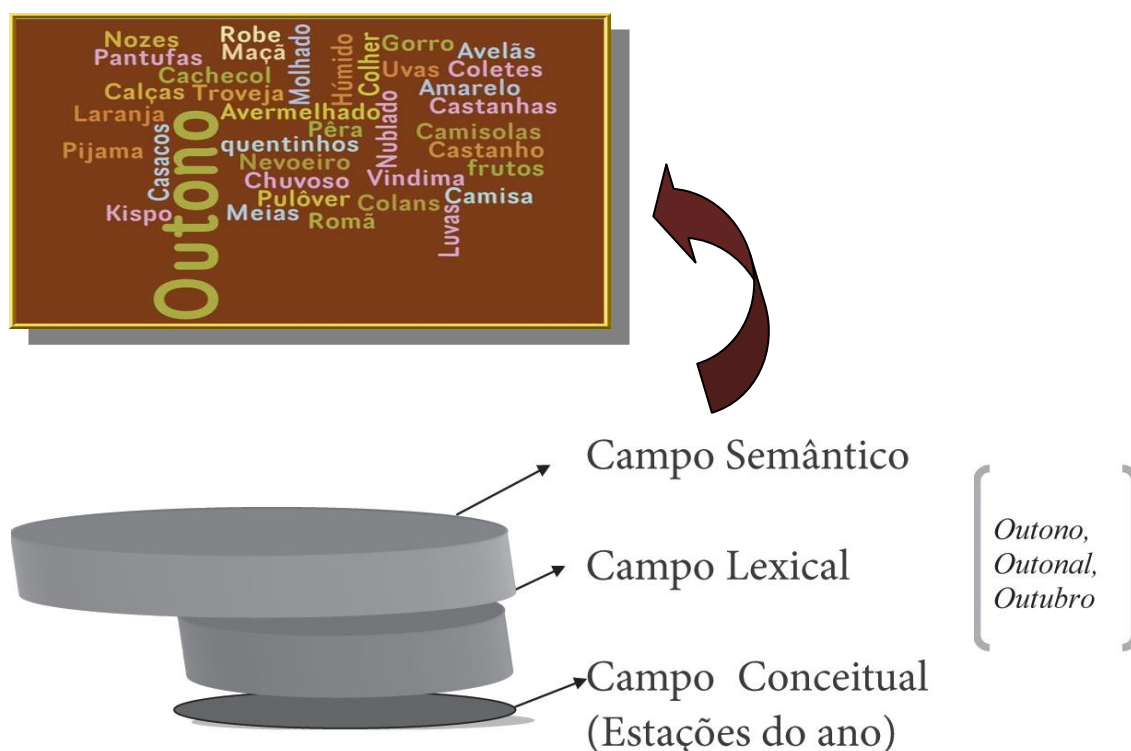 Nozes
Robe
Pantufas
Maçã
Molhado
Húmido
Colher
Gorro
Avelãs
Cachecol
Uvas
Coletes
Calças
Troveja
Amarelo
Laranja
Avermelhado
Castanhas
Pêra
Nublado
Camisolas
Pijama
Casacos
Outono
quentinhos
Castanho
Nevoeiro
frutos
Chuvoso
Vindima
Pulôver
Colans
Camisa
Kispo
Meias
Romã
Luvas
Campo Semântico
Campo Lexical
Campo Conceitual
(Estações do ano)
Outono,
Outonal,
Outubro